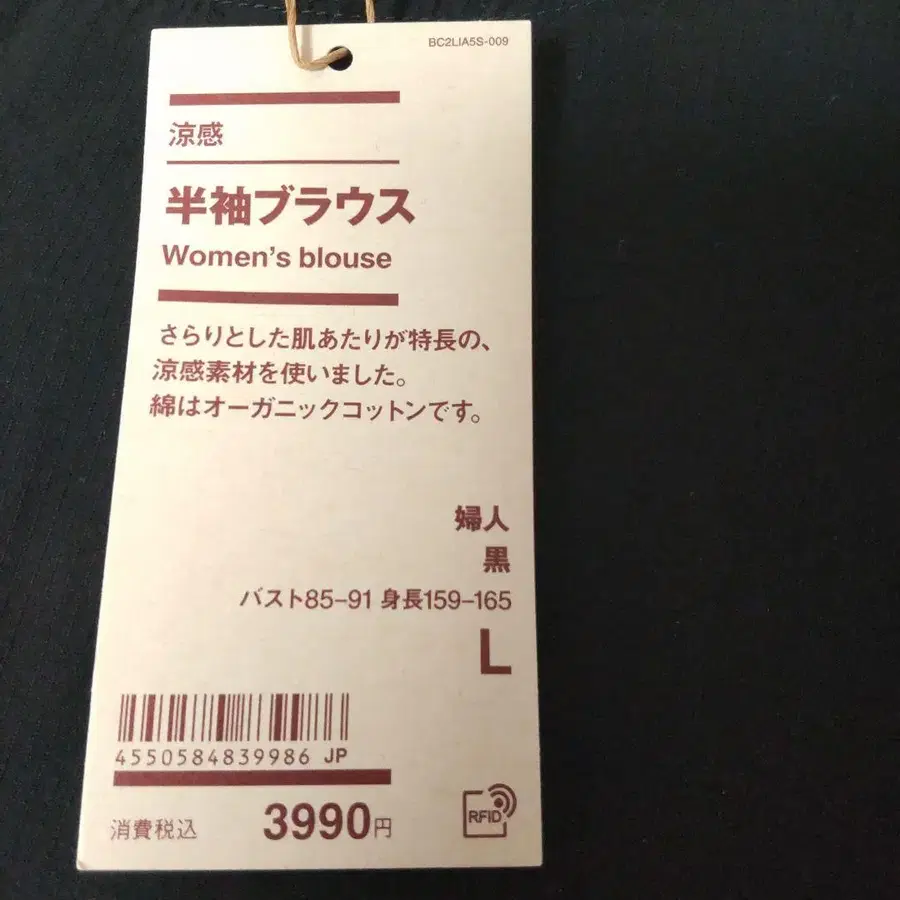 BC2LIA5S-009
涼感
半袖ブラウス
Women's blouse
さらりとした肌あたりが特長の、
涼感素材を使いました。
綿はオーガニックコットンです。
婦人
黒
バスト85-91 身長159-165
L
4550584839986 JP
消費税込 3990円
RFID